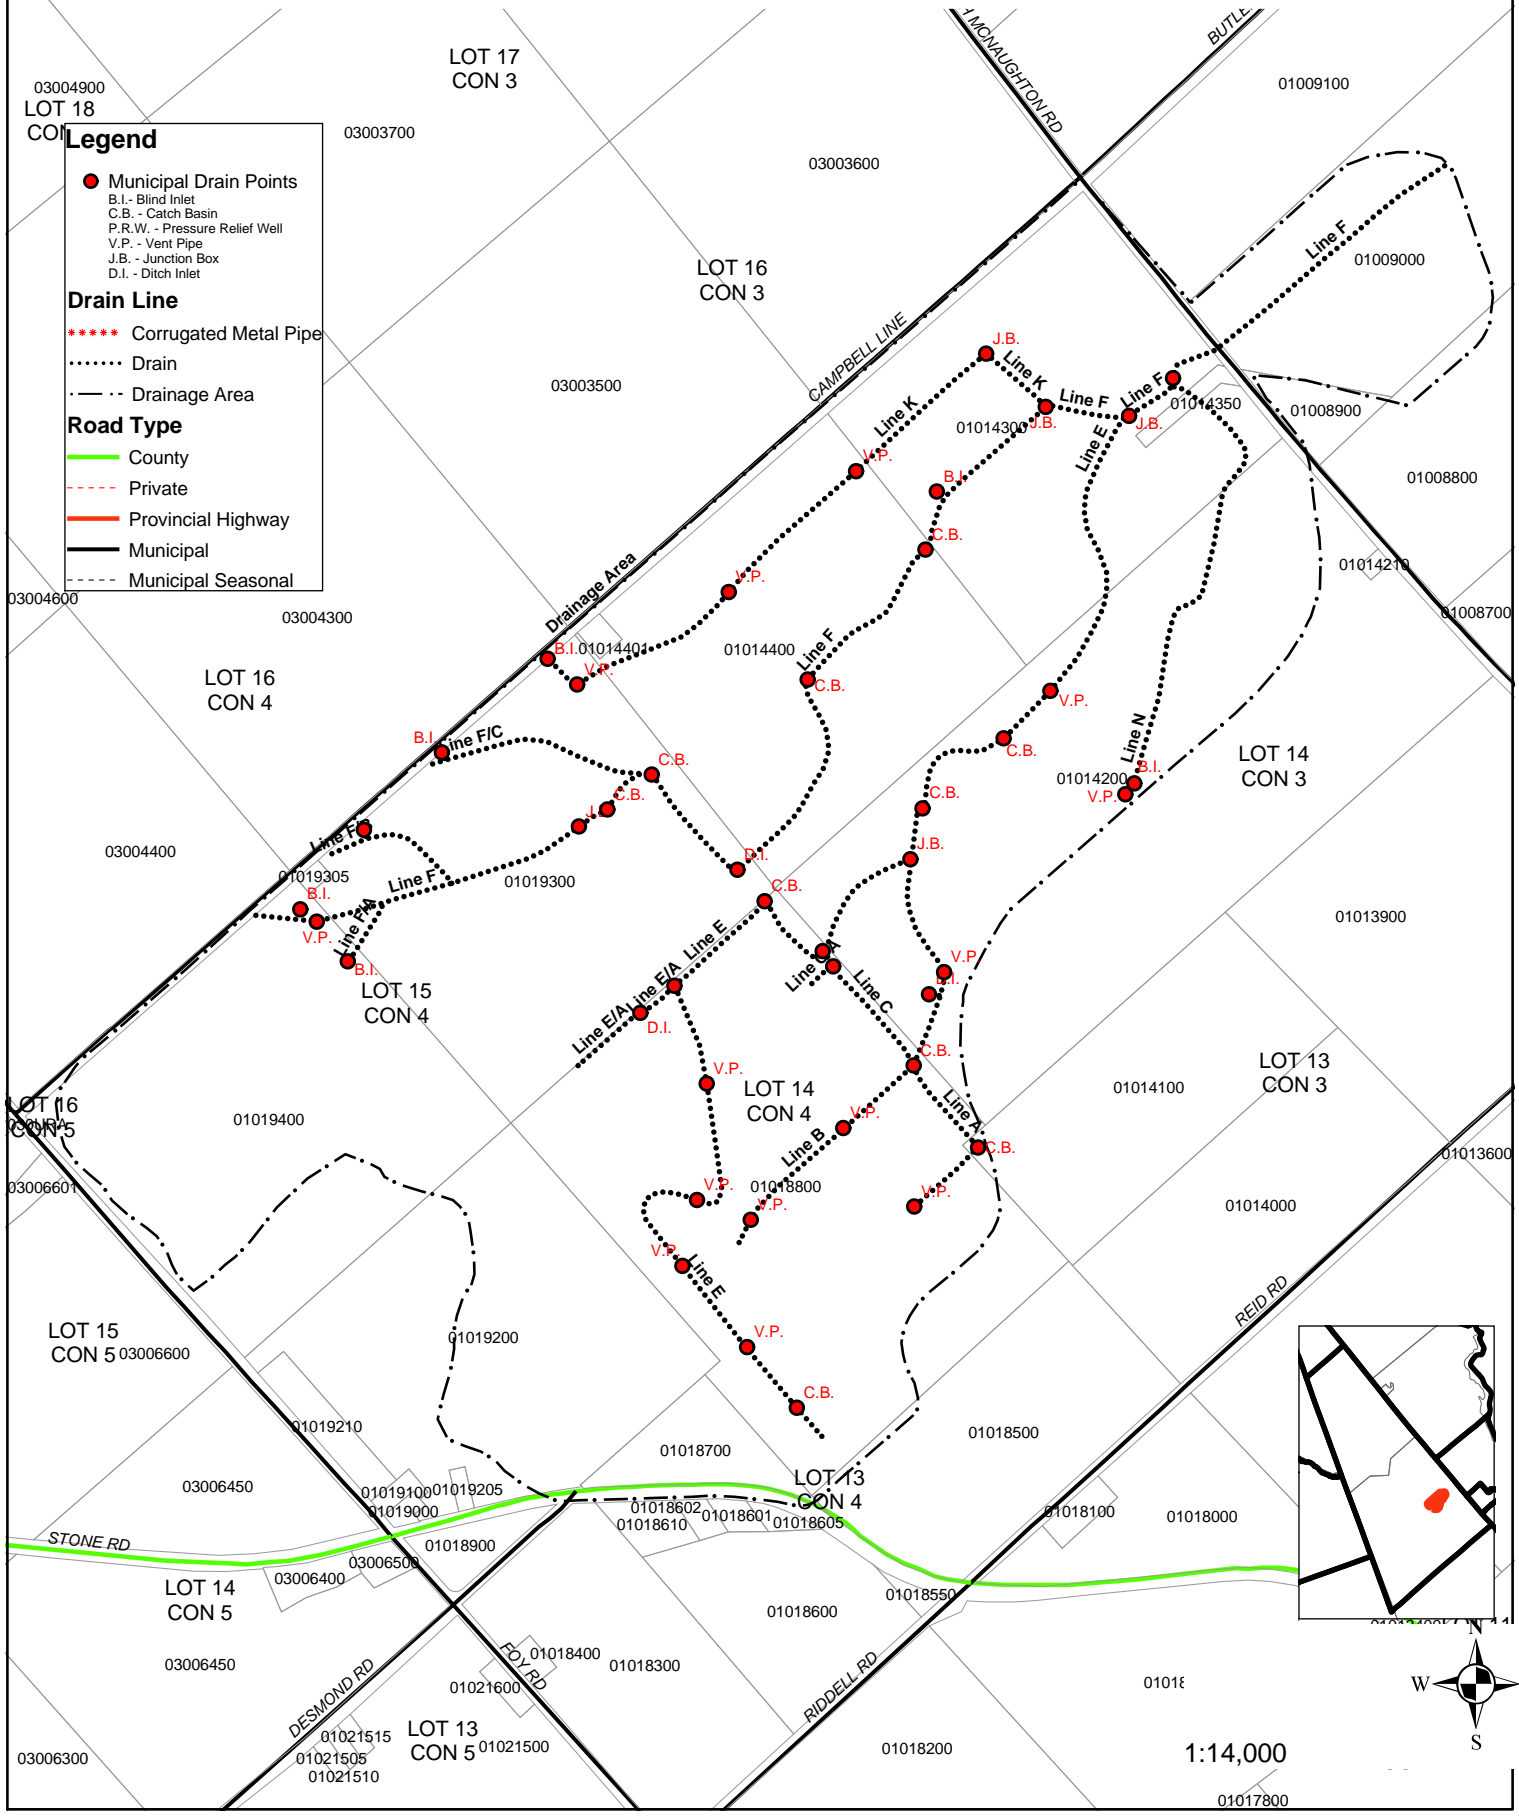 LOT 17
CON 3
H MCNAUGHTON RD
01009100
03004900
LOT 18
Legend
03003700
03003600
Municipal Drain Points
B.I.- Blind Inlet
C.B. - Catch Basin
P.R.W. - Pressure Relief Well
V.P. - Vent Pipe
J.B. - Junction Box
D.I. - Ditch Inlet
Drain Line
Corrugated Metal Pipe
Drain
Drainage Area
Road Type
County
Private
Provincial Highway
Municipal
Municipal Seasonal
Line F
01009000
LOT 16
CON 3
CAMPBELL LINE
03003500
J.B.
Line K
Line F
Line F
01014350
01008900
Line K
01014300
J.B.
J.B.
Line E
V.P.
B.I.
01008800
C.B.
01014210
Drainage Area
V.P.
03004600
03004300
01008700
B.I.
01014401
V.P.
01014400
Line F
C.B.
LOT 16
CON 4
V.P.
B.I.
Line F/C
C.B.
Line N
LOT 14
CON 3
C.B.
01014200
B.I.
V.P.
C.B.
C.B.
03004400
J.B.
D.I.
01019305
Line F
01019300
C.B.
B.I.
V.P.
Line F/A
B.I.
01013900
Line E
Line C
V.P.
B.I.
LOT 15
CON 4
Line E/A
Line E/A
D.I.
C.B.
V.P.
LOT 14
CON 4
LOT 13
CON 3
01014100
LOT 16
CON 5
01019400
V.P.
Line A
Line B
C.B.
01013600
03006601
V.P.
01018800
V.P.
V.P.
01014000
V.P.
Line E
REID RD
LOT 15
CON 5
03006600
01019200
V.P.
C.B.
01019210
01018500
01018700
03006450
01019100
01019205
01019000
LOT 13
CON 4
01018602
01018601
01018610
01018605
01018100
01018000
STONE RD
01018900
03006500
03006400
LOT 14
CON 5
01018550
01018600
03006450
FOY RD
01018400
01018300
DESMOND RD
01021600
RIDDELL RD
N
W
S
01021515
LOT 13
CON 5
01021500
03006300
01021505
01021510
01018200
1:14,000
01017800